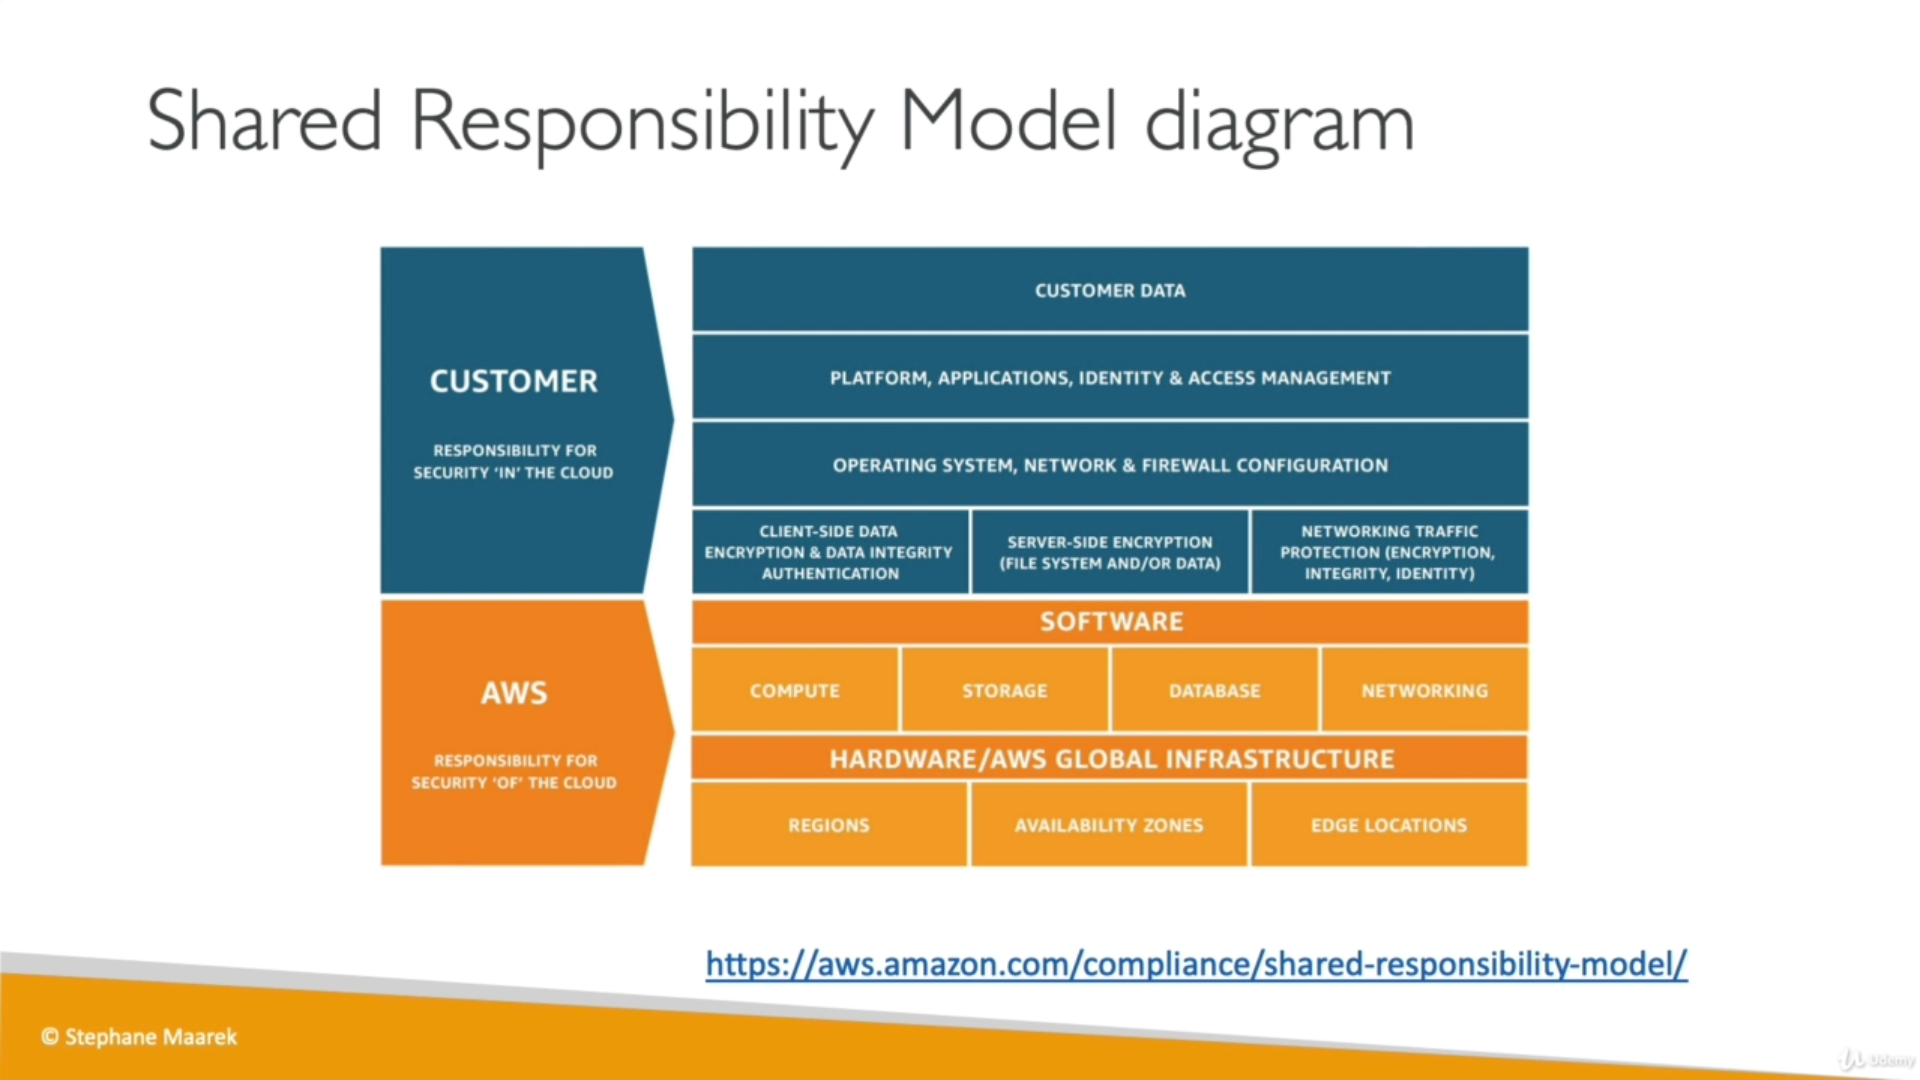 Shared Responsibility Model diagram
CUSTOMER
RESPONSIBILITY FOR
SECURITY ‘IN’ THE CLOUD
CUSTOMER DATA
PLATFORM, APPLICATIONS, IDENTITY & ACCESS MANAGEMENT
OPERATING SYSTEM, NETWORK & FIREWALL CONFIGURATION
CLIENT-SIDE DATA
ENCRYPTION & DATA INTEGRITY
AUTHENTICATION
SERVER-SIDE ENCRYPTION
(FILE SYSTEM AND/OR DATA)
NETWORKING TRAFFIC
PROTECTION (ENCRYPTION,
INTEGRITY, IDENTITY)
AWS
RESPONSIBILITY FOR
SECURITY ‘OF’ THE CLOUD
SOFTWARE
COMPUTE
STORAGE
DATABASE
NETWORKING
HARDWARE/AWS GLOBAL INFRASTRUCTURE
REGIONS
AVAILABILITY ZONES
EDGE LOCATIONS
https://aws.amazon.com/compliance/shared-responsibility-model/
© Stephane Maarek
Udemy